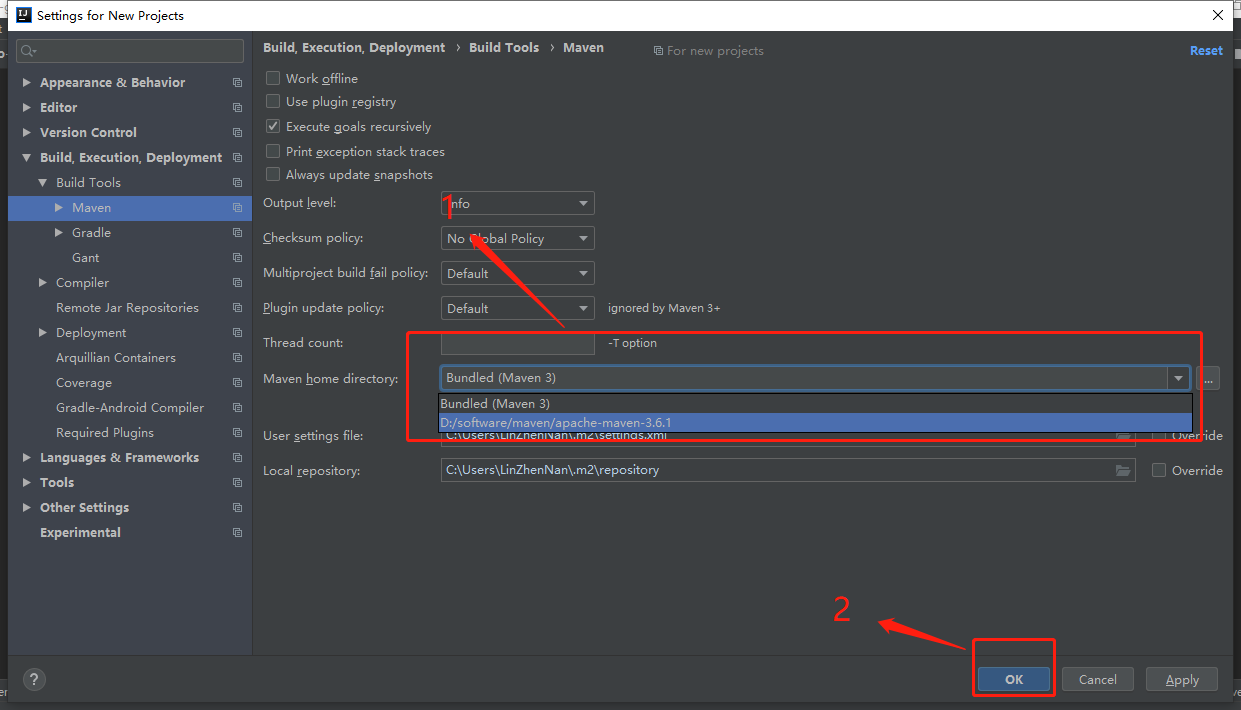 Settings for New Projects
Build, Execution, Deployment › Build Tools › Maven For new projects Reset
Appearance & Behavior
Editor
Version Control
Build, Execution, Deployment
Build Tools
Maven
Gradle
Gant
Compiler
Remote Jar Repositories
Deployment
Arquillian Containers
Coverage
Gradle-Android Compiler
Required Plugins
Languages & Frameworks
Tools
Other Settings
Experimental
Work offline
Use plugin registry
Execute goals recursively
Print exception stack traces
Always update snapshots
Output level: Info
1
Checksum policy: No Global Policy
Multiproject build fail policy: Default
Plugin update policy: Default ignored by Maven 3+
Thread count: -T option
Maven home directory: Bundled (Maven 3) ...
Bundled (Maven 3)
D:/software/maven/apache-maven-3.6.1
User settings file: C:\Users\LinZhenNan\.m2\settings.xml Override
Local repository: C:\Users\LinZhenNan\.m2\repository Override
2
? OK Cancel Apply